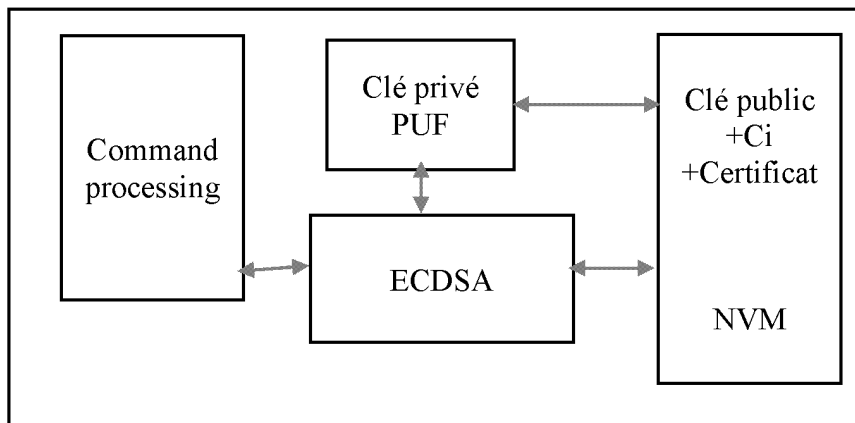 Command
processing
Clé privé
PUF
ECDSA
Clé public
+Ci
+Certificat
NVM